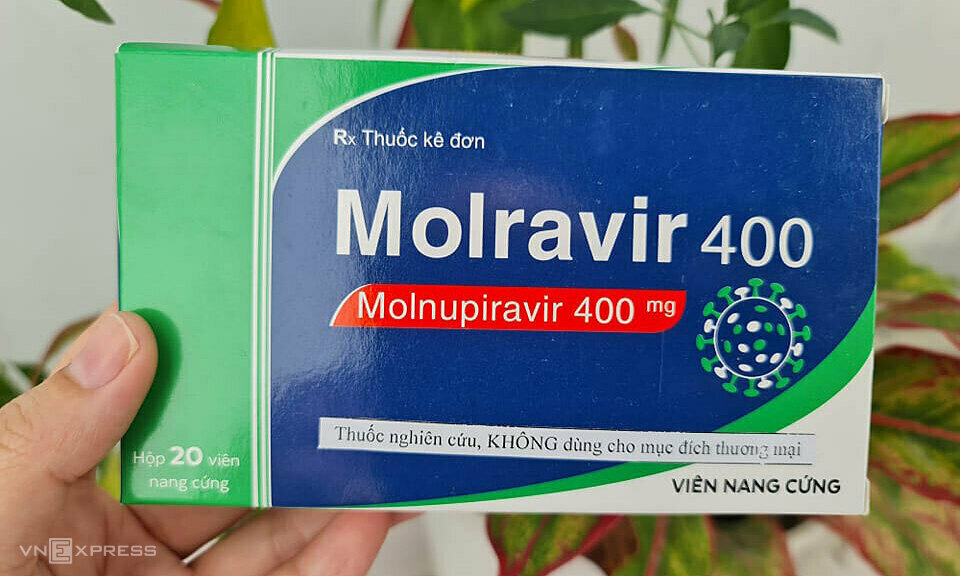 Rx Thuốc kê đơn
Molravir 400
Molnupiravir 400 mg
Thuốc nghiên cứu, KHÔNG dùng cho mục đích thương mại
Hộp 20 viên
nang cứng
VIÊN NANG CỨNG
VNEXPRESS